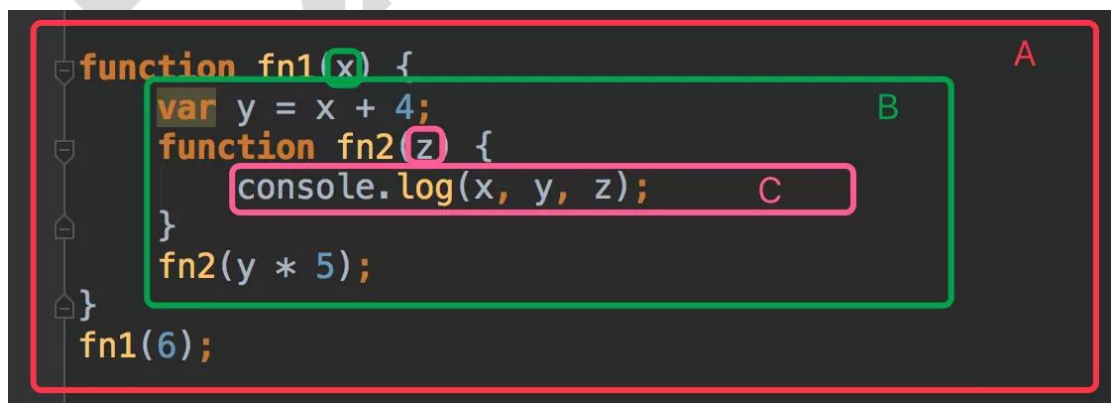 function fn1(x) { A
var y = x + 4; B
function fn2(z) {
console.log(x, y, z); C
}
fn2(y * 5);
}
fn1(6);